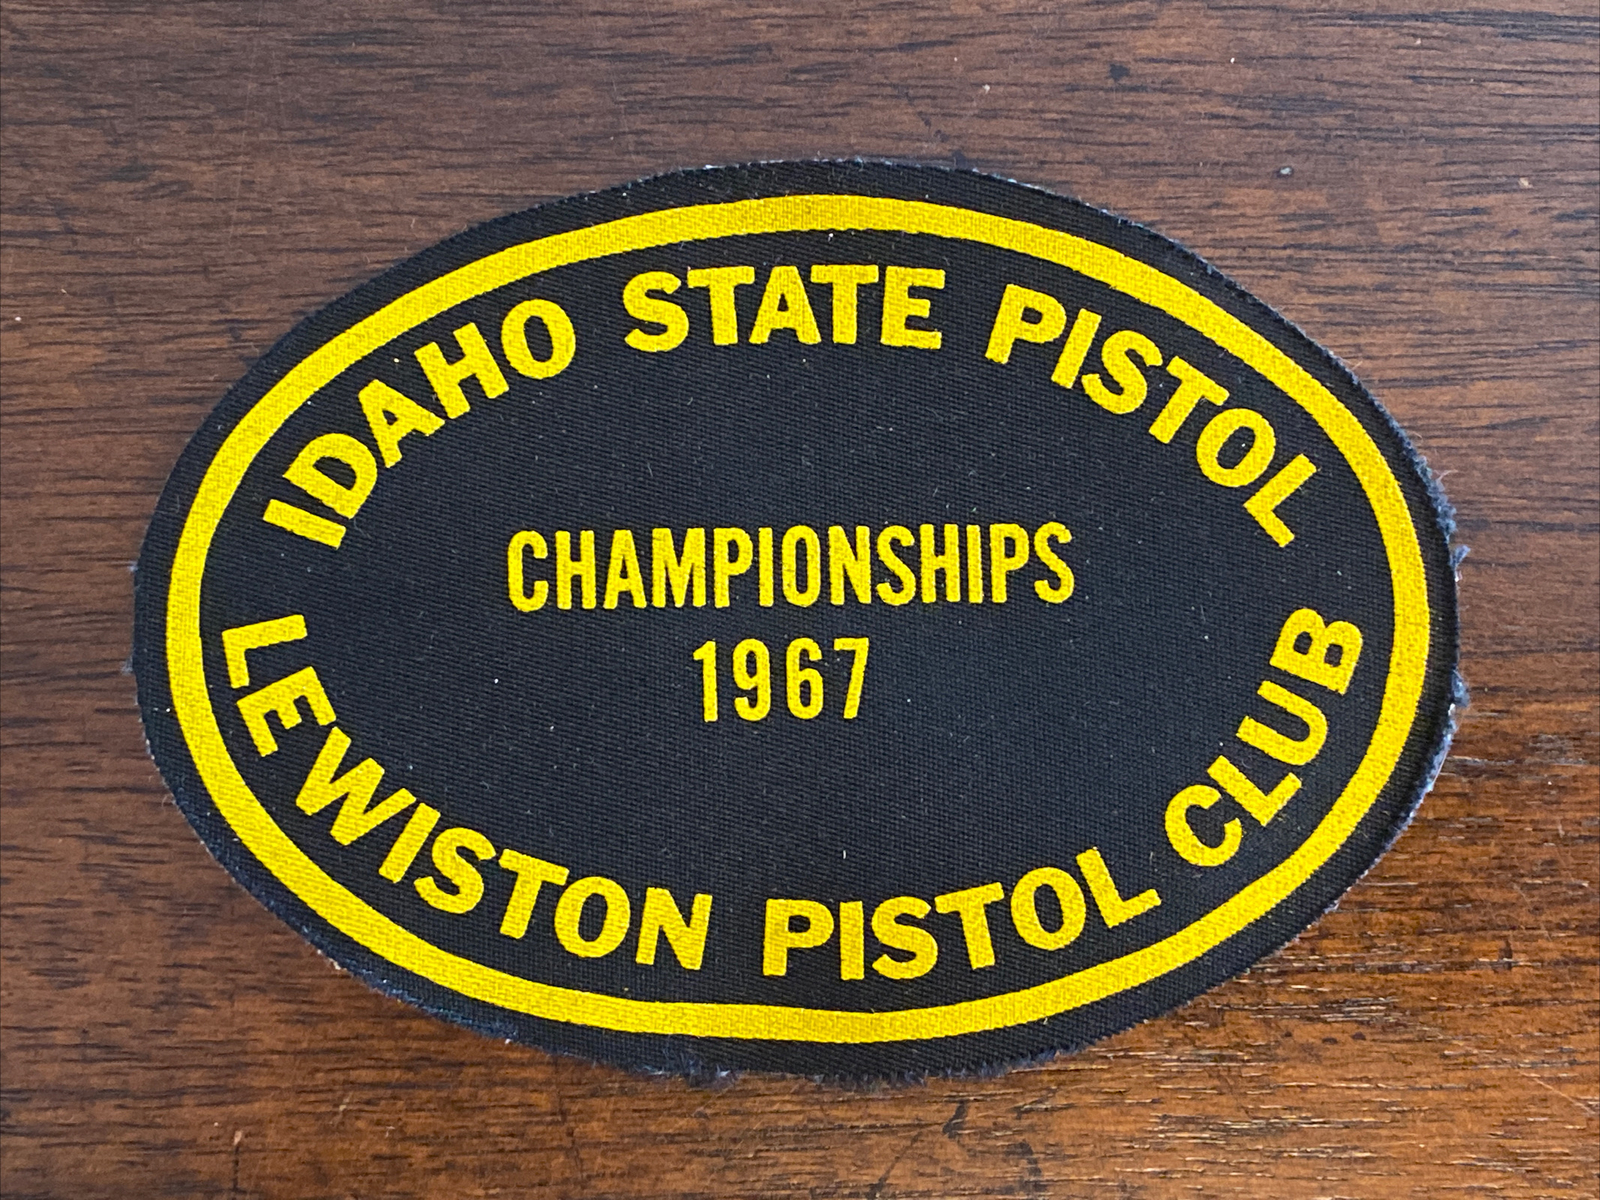 IDAHO STATE PISTOL
CHAMPIONSHIPS
1967
LEWISTON PISTOL CLUB